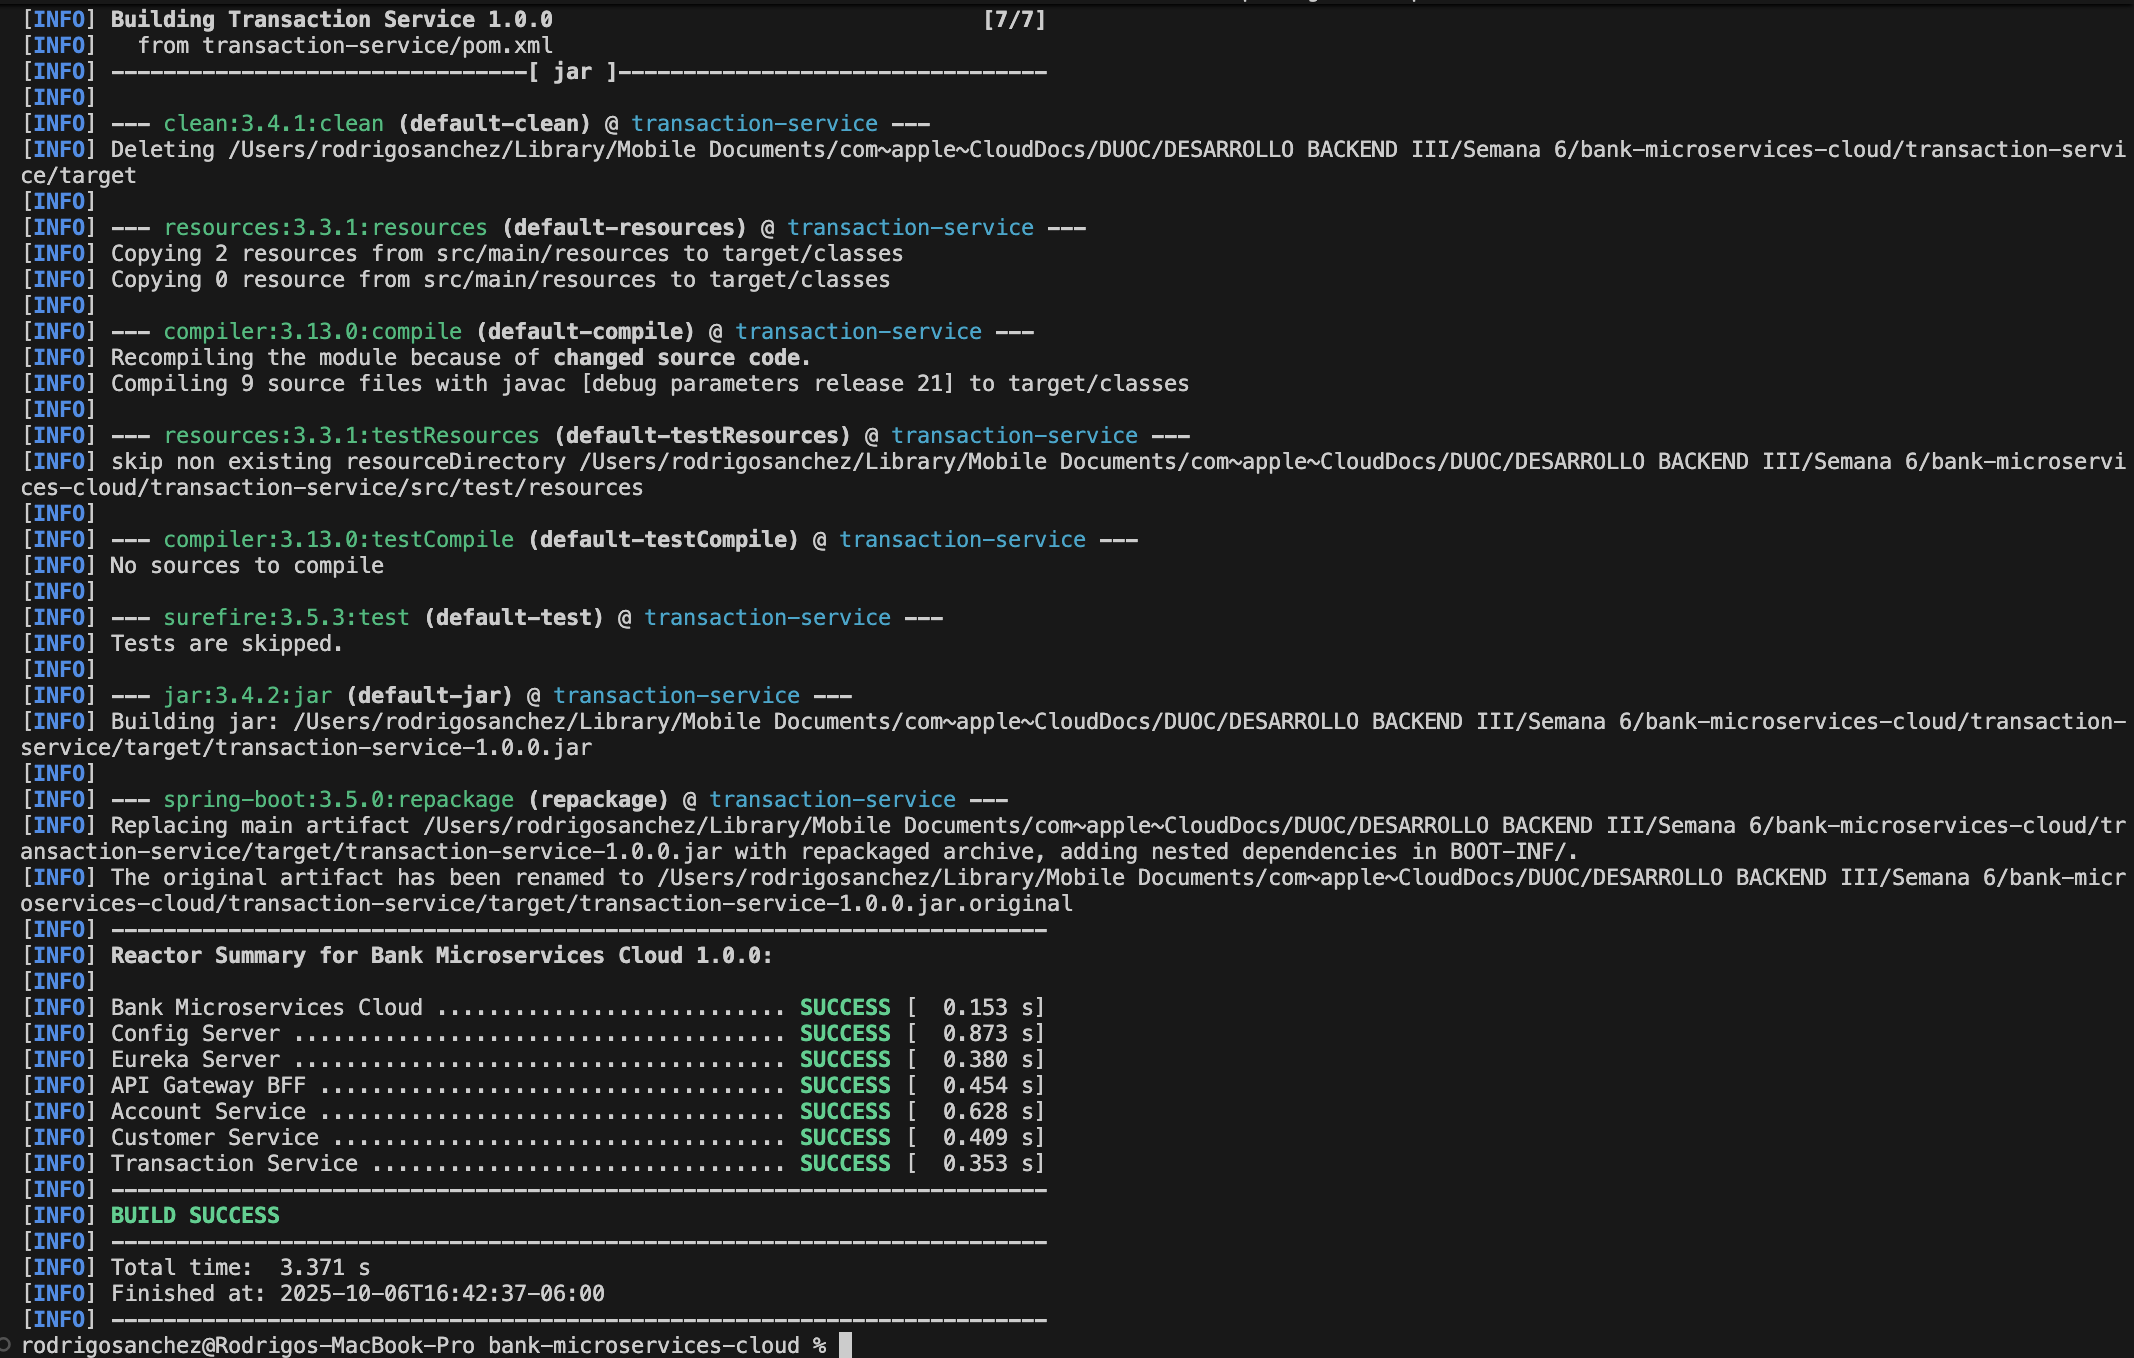 [INFO] Building Transaction Service 1.0.0                                 [7/7]
[INFO]   from transaction-service/pom.xml
[INFO] --------------------------------[ jar ]---------------------------------
[INFO]
[INFO] --- clean:3.4.1:clean (default-clean) @ transaction-service ---
[INFO] Deleting /Users/rodrigosanchez/Library/Mobile Documents/com~apple~CloudDocs/DUOC/DESARROLLO BACKEND III/Semana 6/bank-microservices-cloud/transaction-servi
ce/target
[INFO]
[INFO] --- resources:3.3.1:resources (default-resources) @ transaction-service ---
[INFO] Copying 2 resources from src/main/resources to target/classes
[INFO] Copying 0 resource from src/main/resources to target/classes
[INFO]
[INFO] --- compiler:3.13.0:compile (default-compile) @ transaction-service ---
[INFO] Recompiling the module because of changed source code.
[INFO] Compiling 9 source files with javac [debug parameters release 21] to target/classes
[INFO]
[INFO] --- resources:3.3.1:testResources (default-testResources) @ transaction-service ---
[INFO] skip non existing resourceDirectory /Users/rodrigosanchez/Library/Mobile Documents/com~apple~CloudDocs/DUOC/DESARROLLO BACKEND III/Semana 6/bank-microservi
ces-cloud/transaction-service/src/test/resources
[INFO]
[INFO] --- compiler:3.13.0:testCompile (default-testCompile) @ transaction-service ---
[INFO] No sources to compile
[INFO]
[INFO] --- surefire:3.5.3:test (default-test) @ transaction-service ---
[INFO] Tests are skipped.
[INFO]
[INFO] --- jar:3.4.2:jar (default-jar) @ transaction-service ---
[INFO] Building jar: /Users/rodrigosanchez/Library/Mobile Documents/com~apple~CloudDocs/DUOC/DESARROLLO BACKEND III/Semana 6/bank-microservices-cloud/transaction-
service/target/transaction-service-1.0.0.jar
[INFO]
[INFO] --- spring-boot:3.5.0:repackage (repackage) @ transaction-service ---
[INFO] Replacing main artifact /Users/rodrigosanchez/Library/Mobile Documents/com~apple~CloudDocs/DUOC/DESARROLLO BACKEND III/Semana 6/bank-microservices-cloud/tr
ansaction-service/target/transaction-service-1.0.0.jar with repackaged archive, adding nested dependencies in BOOT-INF/.
[INFO] The original artifact has been renamed to /Users/rodrigosanchez/Library/Mobile Documents/com~apple~CloudDocs/DUOC/DESARROLLO BACKEND III/Semana 6/bank-micr
oservices-cloud/transaction-service/target/transaction-service-1.0.0.jar.original
[INFO] ------------------------------------------------------------------------
[INFO] Reactor Summary for Bank Microservices Cloud 1.0.0:
[INFO]
[INFO] Bank Microservices Cloud ........................... SUCCESS [  0.153 s]
[INFO] Config Server ...................................... SUCCESS [  0.873 s]
[INFO] Eureka Server ...................................... SUCCESS [  0.380 s]
[INFO] API Gateway BFF .................................... SUCCESS [  0.454 s]
[INFO] Account Service .................................... SUCCESS [  0.628 s]
[INFO] Customer Service ................................... SUCCESS [  0.409 s]
[INFO] Transaction Service ................................ SUCCESS [  0.353 s]
[INFO] ------------------------------------------------------------------------
[INFO] BUILD SUCCESS
[INFO] ------------------------------------------------------------------------
[INFO] Total time:  3.371 s
[INFO] Finished at: 2025-10-06T16:42:37-06:00
[INFO] ------------------------------------------------------------------------
rodrigosanchez@Rodrigos-MacBook-Pro bank-microservices-cloud %